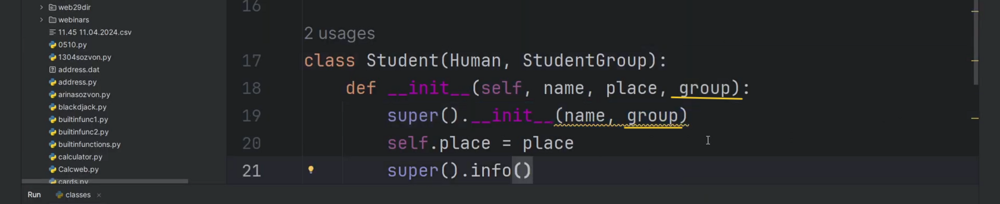 web29dir
webinars
11.45 11.04.2024.csv
0510.py
1304sozvon.py
address.dat
address.py
arinasozvon.py
blackdjack.py
builtinfunc1.py
builtinfunc2.py
builtinfunctions.py
calculator.py
Calcweb.py
cards.py
16
2 usages
17 class Student(Human, StudentGroup):
18 def __init__(self, name, place, group):
19 super().__init__(name, group)
20 self.place = place
21 super().info()
Run classes ×